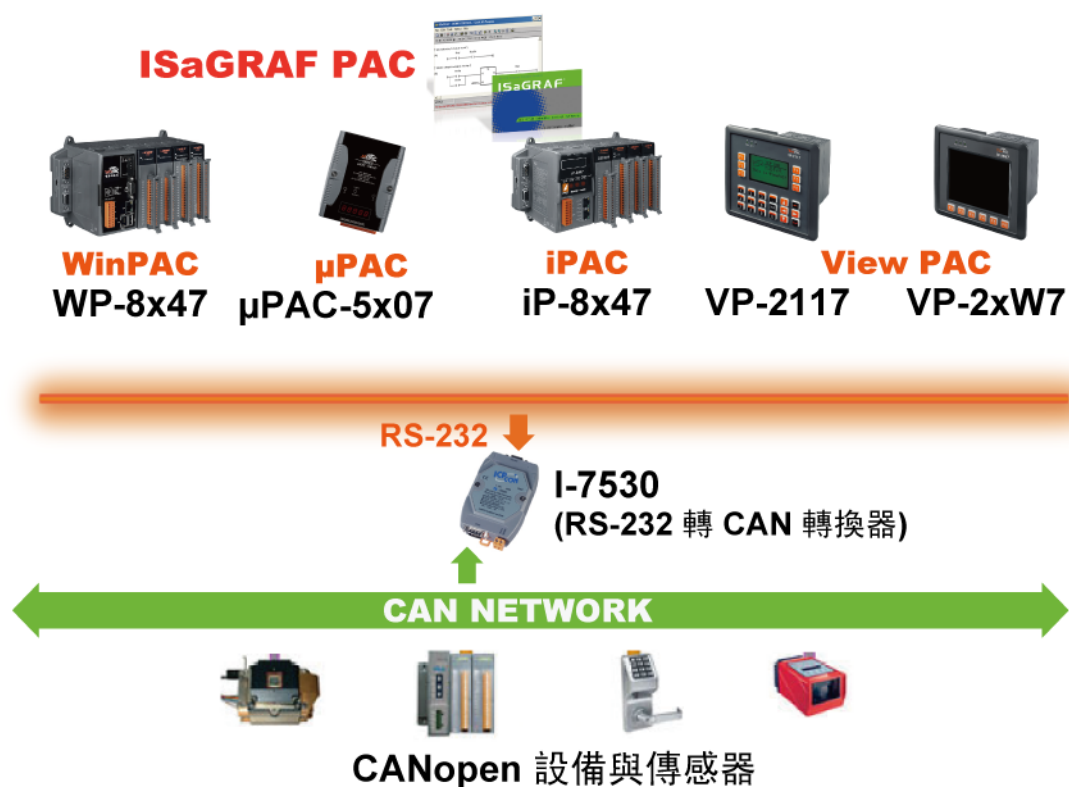 ISaGRAF PAC
ISaGRAF
WinPAC
µPAC
iPAC
View PAC
WP-8x47
µPAC-5x07
iP-8x47
VP-2117
VP-2xW7
RS-232
I-7530
(RS-232 轉 CAN 轉換器)
CAN NETWORK
CANopen 設備與傳感器